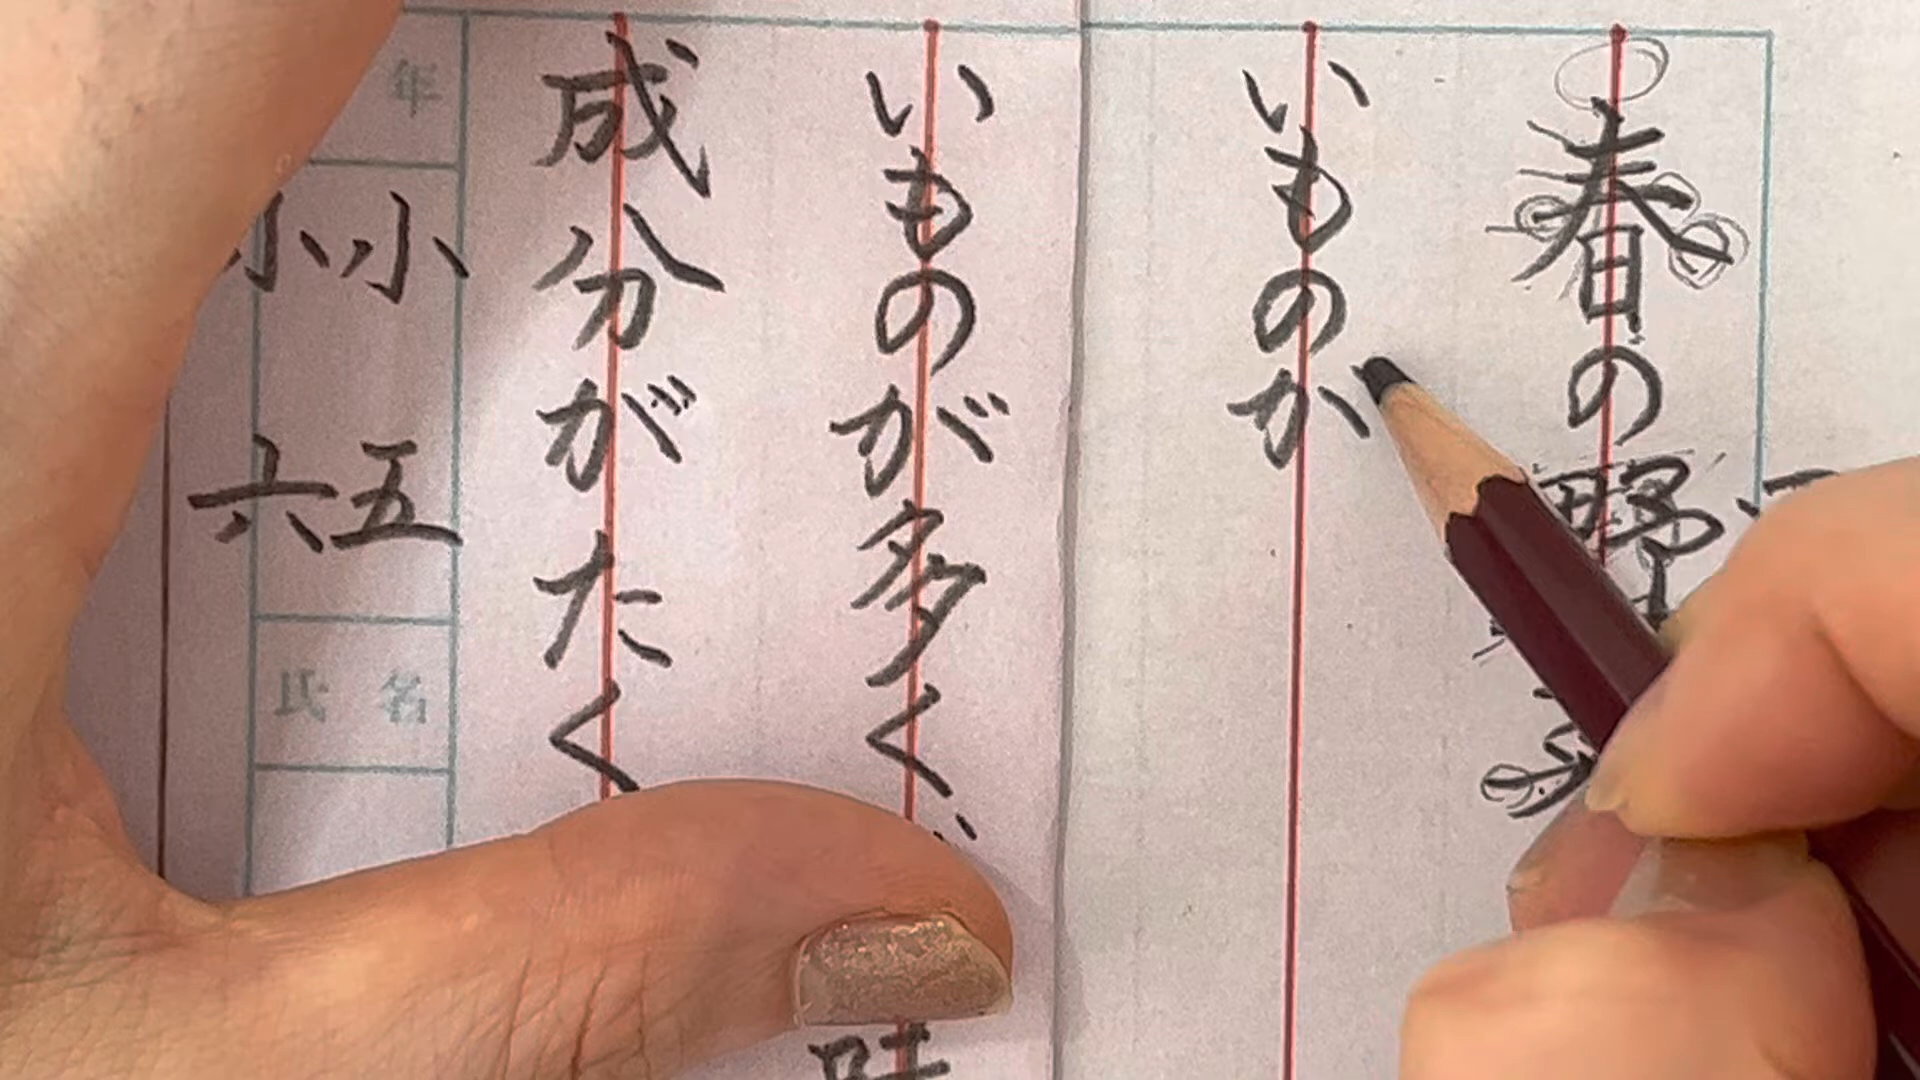 春の野
いものか
いものが多く
成分がたく
年
小五
小六
氏名